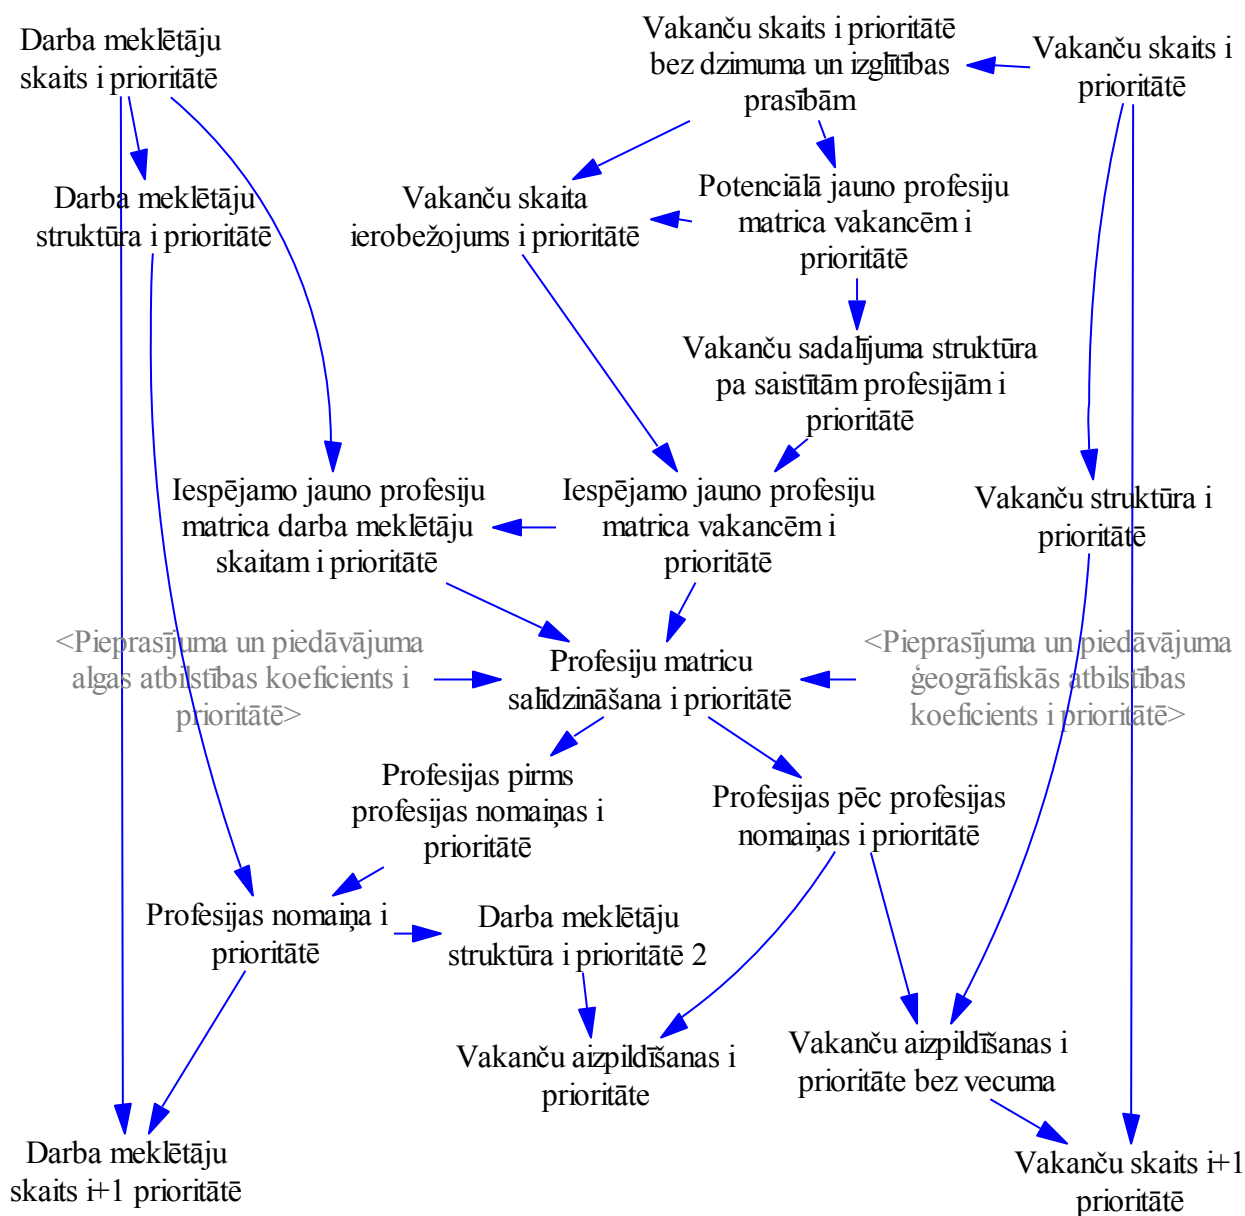 Darba meklētāju
skaits i prioritātē
Vakanču skaits i prioritātē
bez dzimuma un izglītības
prasībām
Vakanču skaits i
prioritātē
Darba meklētāju
struktūra i prioritātē
Vakanču skaita
ierobežojums i prioritātē
Potenciālā jauno profesiju
matrica vakancēm i
prioritātē
Vakanču sadalījuma struktūra
pa saistītām profesijām i
prioritātē
Iespējamo jauno profesiju
matrica darba meklētāju
skaitam i prioritātē
Iespējamo jauno profesiju
matrica vakancēm i
prioritātē
Vakanču struktūra i
prioritātē
<Pieprasījuma un piedāvājuma
algas atbilstības koeficients i
prioritātē>
Profesiju matricu
salīdzināšana i prioritātē
<Pieprasījuma un piedāvājuma
ģeogrāfiskās atbilstības
koeficients i prioritātē>
Profesijas pirms
profesijas nomaiņas i
prioritātē
Profesijas pēc profesijas
nomaiņas i prioritātē
Profesijas nomaiņa i
prioritātē
Darba meklētāju
struktūra i prioritātē 2
Vakanču aizpildīšanas i
prioritāte
Vakanču aizpildīšanas i
prioritāte bez vecuma
Darba meklētāju
skaits i+1 prioritātē
Vakanču skaits i+1
prioritātē